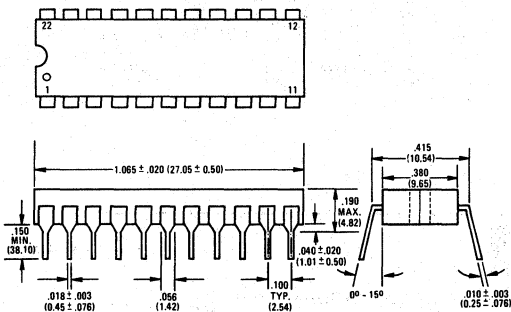 22 12
1 11
1.065 ± .020 (27.05 ± 0.50)
.150
MIN.
(38.10)
.018 ± .003
(0.45 ± .076)
.056
(1.42)
.100
TYP.
(2.54)
.040 ± .020
(1.01 ± 0.50)
.190
MAX.
(4.82)
.415
(10.54)
.380
(9.65)
0° - 15°
.010 ± .003
(0.25 ± .076)